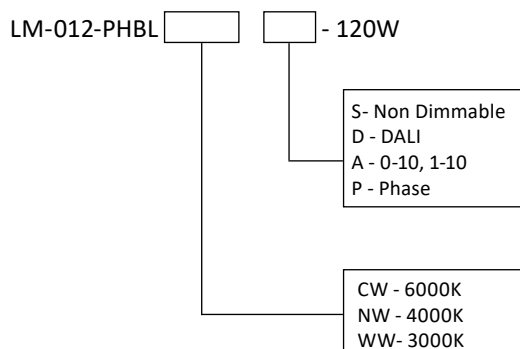 LM-012-PHBL - 120W
S- Non Dimmable
D - DALI
A - 0-10, 1-10
P - Phase
CW - 6000K
NW - 4000K
WW- 3000K